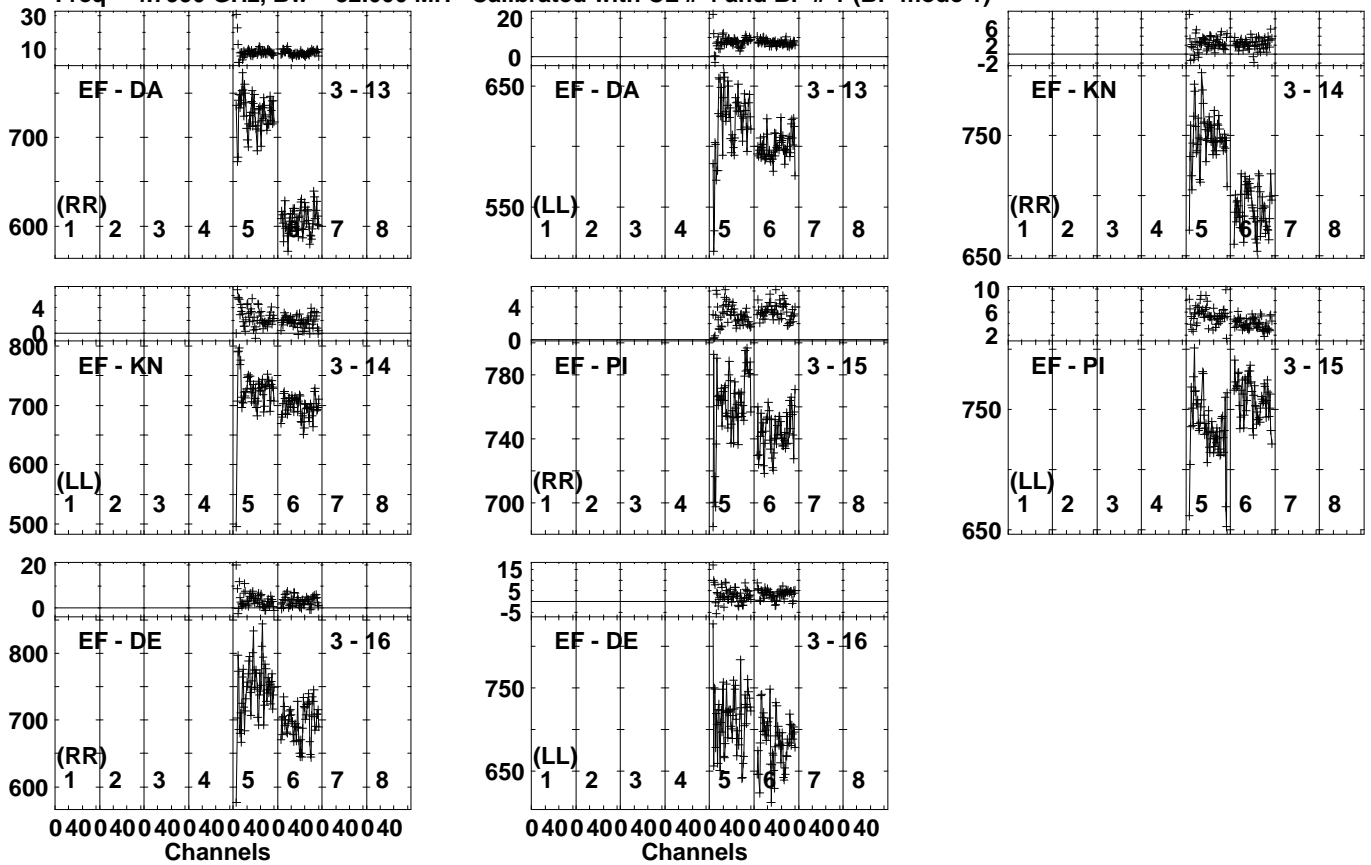 30
10
20
10
0
6
2
-2
EF - DA 3 - 13
700
600
(RR)
1 2 3 4 5 6 7 8
EF - DA 3 - 13
650
550
(LL)
1 2 3 4 5 6 7 8
EF - KN 3 - 14
750
650
(RR)
1 2 3 4 5 6 7 8
4
0
4
0
10
6
2
EF - KN 3 - 14
800
700
600
500
(LL)
1 2 3 4 5 6 7 8
EF - PI 3 - 15
780
740
700
(RR)
1 2 3 4 5 6 7 8
EF - PI 3 - 15
750
650
(LL)
1 2 3 4 5 6 7 8
20
0
15
5
-5
EF - DE 3 - 16
800
700
600
(RR)
1 2 3 4 5 6 7 8
EF - DE 3 - 16
750
650
(LL)
1 2 3 4 5 6 7 8
0 40 0 40 0 40 0 40 0 40 0 40 0 40 0 40
Channels
0 40 0 40 0 40 0 40 0 40 0 40 0 40 0 40
Channels